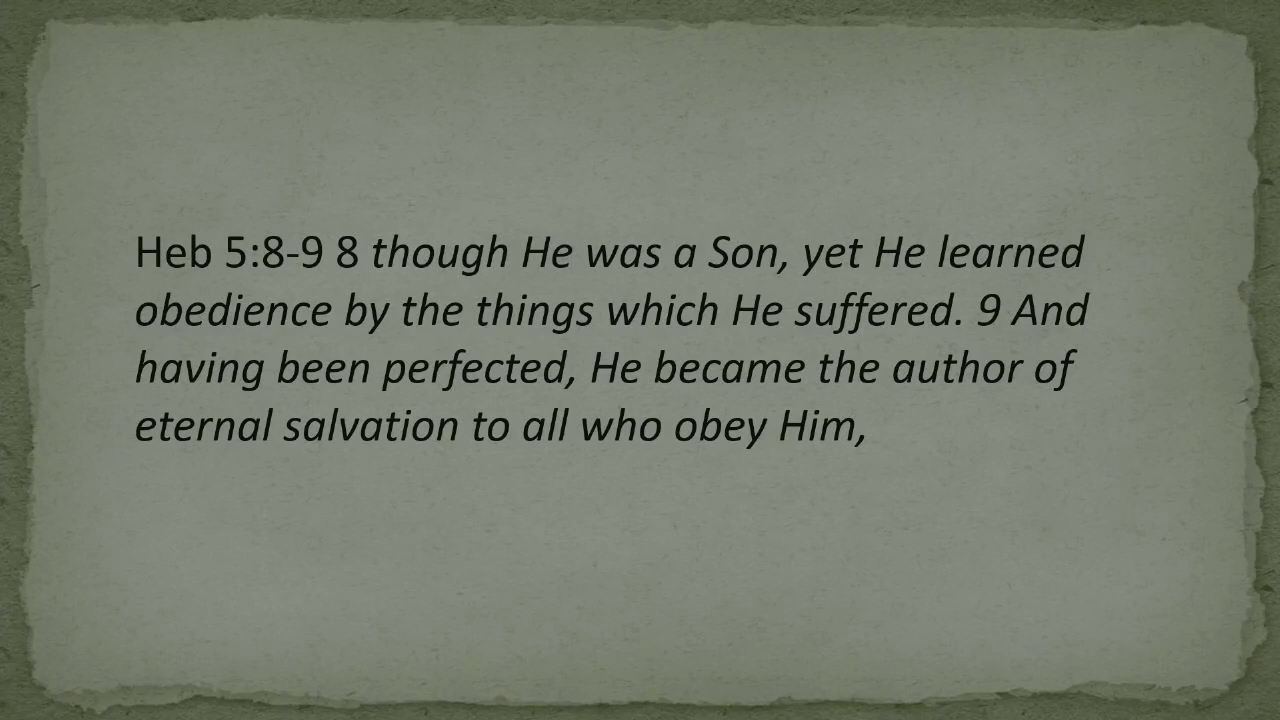 Heb 5:8-9 8 though He was a Son, yet He learned
obedience by the things which He suffered. 9 And
having been perfected, He became the author of
eternal salvation to all who obey Him,